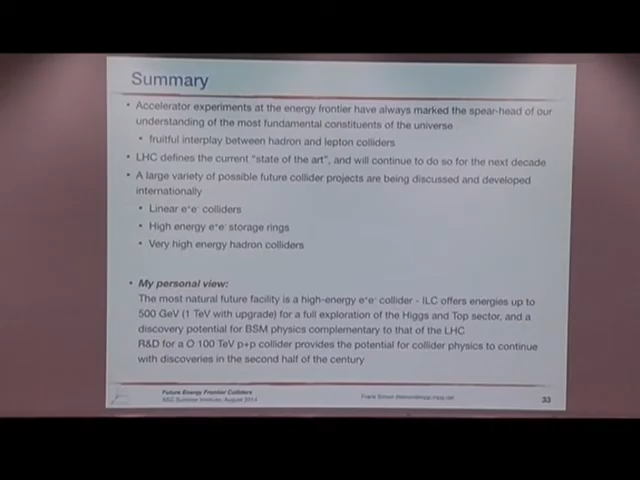 Summary
• Accelerator experiments at the energy frontier have always marked the spear-head of our
understanding of the most fundamental constituents of the universe
• fruitful interplay between hadron and lepton colliders
• LHC defines the current "state of the art", and will continue to do so for the next decade
• A large variety of possible future collider projects are being discussed and developed
internationally
• Linear e⁺e⁻ colliders
• High energy e⁺e⁻ storage rings
• Very high energy hadron colliders
• My personal view:
The most natural future facility is a high-energy e⁺e⁻ collider - ILC offers energies up to
500 GeV (1 TeV with upgrade) for a full exploration of the Higgs and Top sector, and a
discovery potential for BSM physics complementary to that of the LHC
R&D for a O 100 TeV p+p collider provides the potential for collider physics to continue
with discoveries in the second half of the century
Future Energy Frontier Colliders
Summer Institute, August 2014
Frank Simon
33